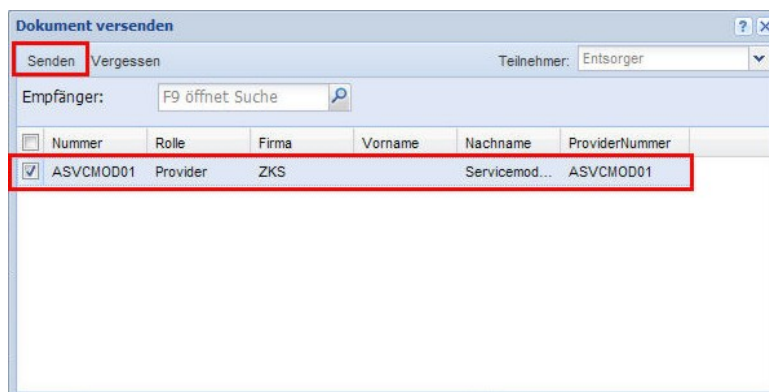 Dokument versenden ? X
Senden Vergessen Teilnehmer: Entsorger
Empfänger: F9 öffnet Suche
Nummer Rolle Firma Vorname Nachname ProviderNummer
ASVCMOD01 Provider ZKS Servicemod... ASVCMOD01